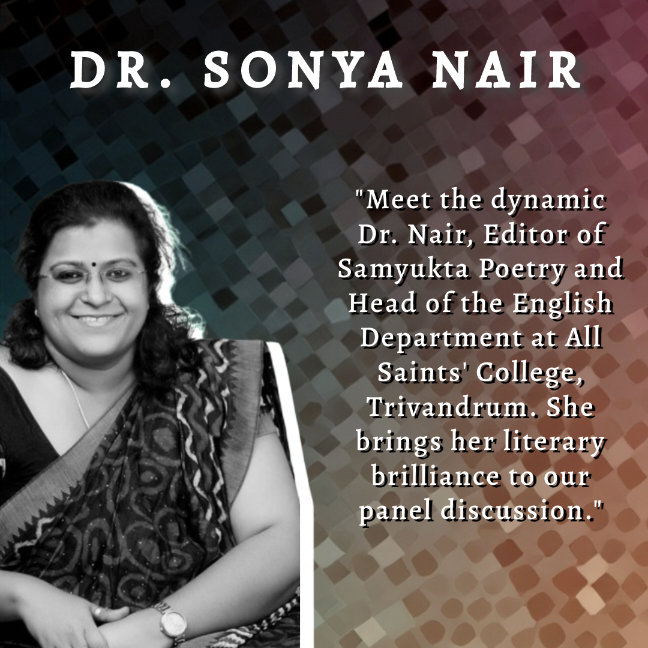 DR. SONYA NAIR
"Meet the dynamic
Dr. Nair, Editor of
Samyukta Poetry and
Head of the English
Department at All
Saints' College,
Trivandrum. She
brings her literary
brilliance to our
panel discussion."